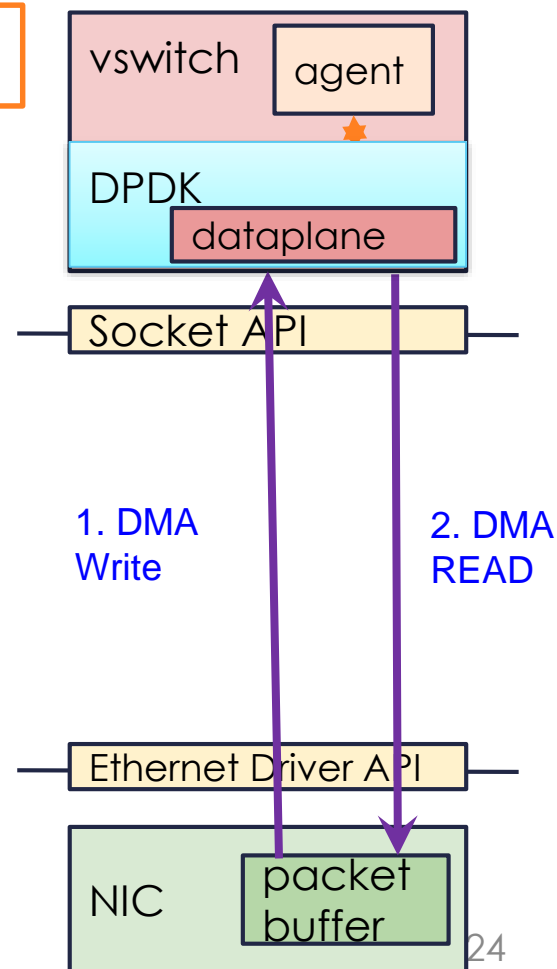 vswitch
agent
DPDK
dataplane
Socket API
1. DMA
Write
2. DMA
READ
Ethernet Driver API
NIC
packet
buffer
24